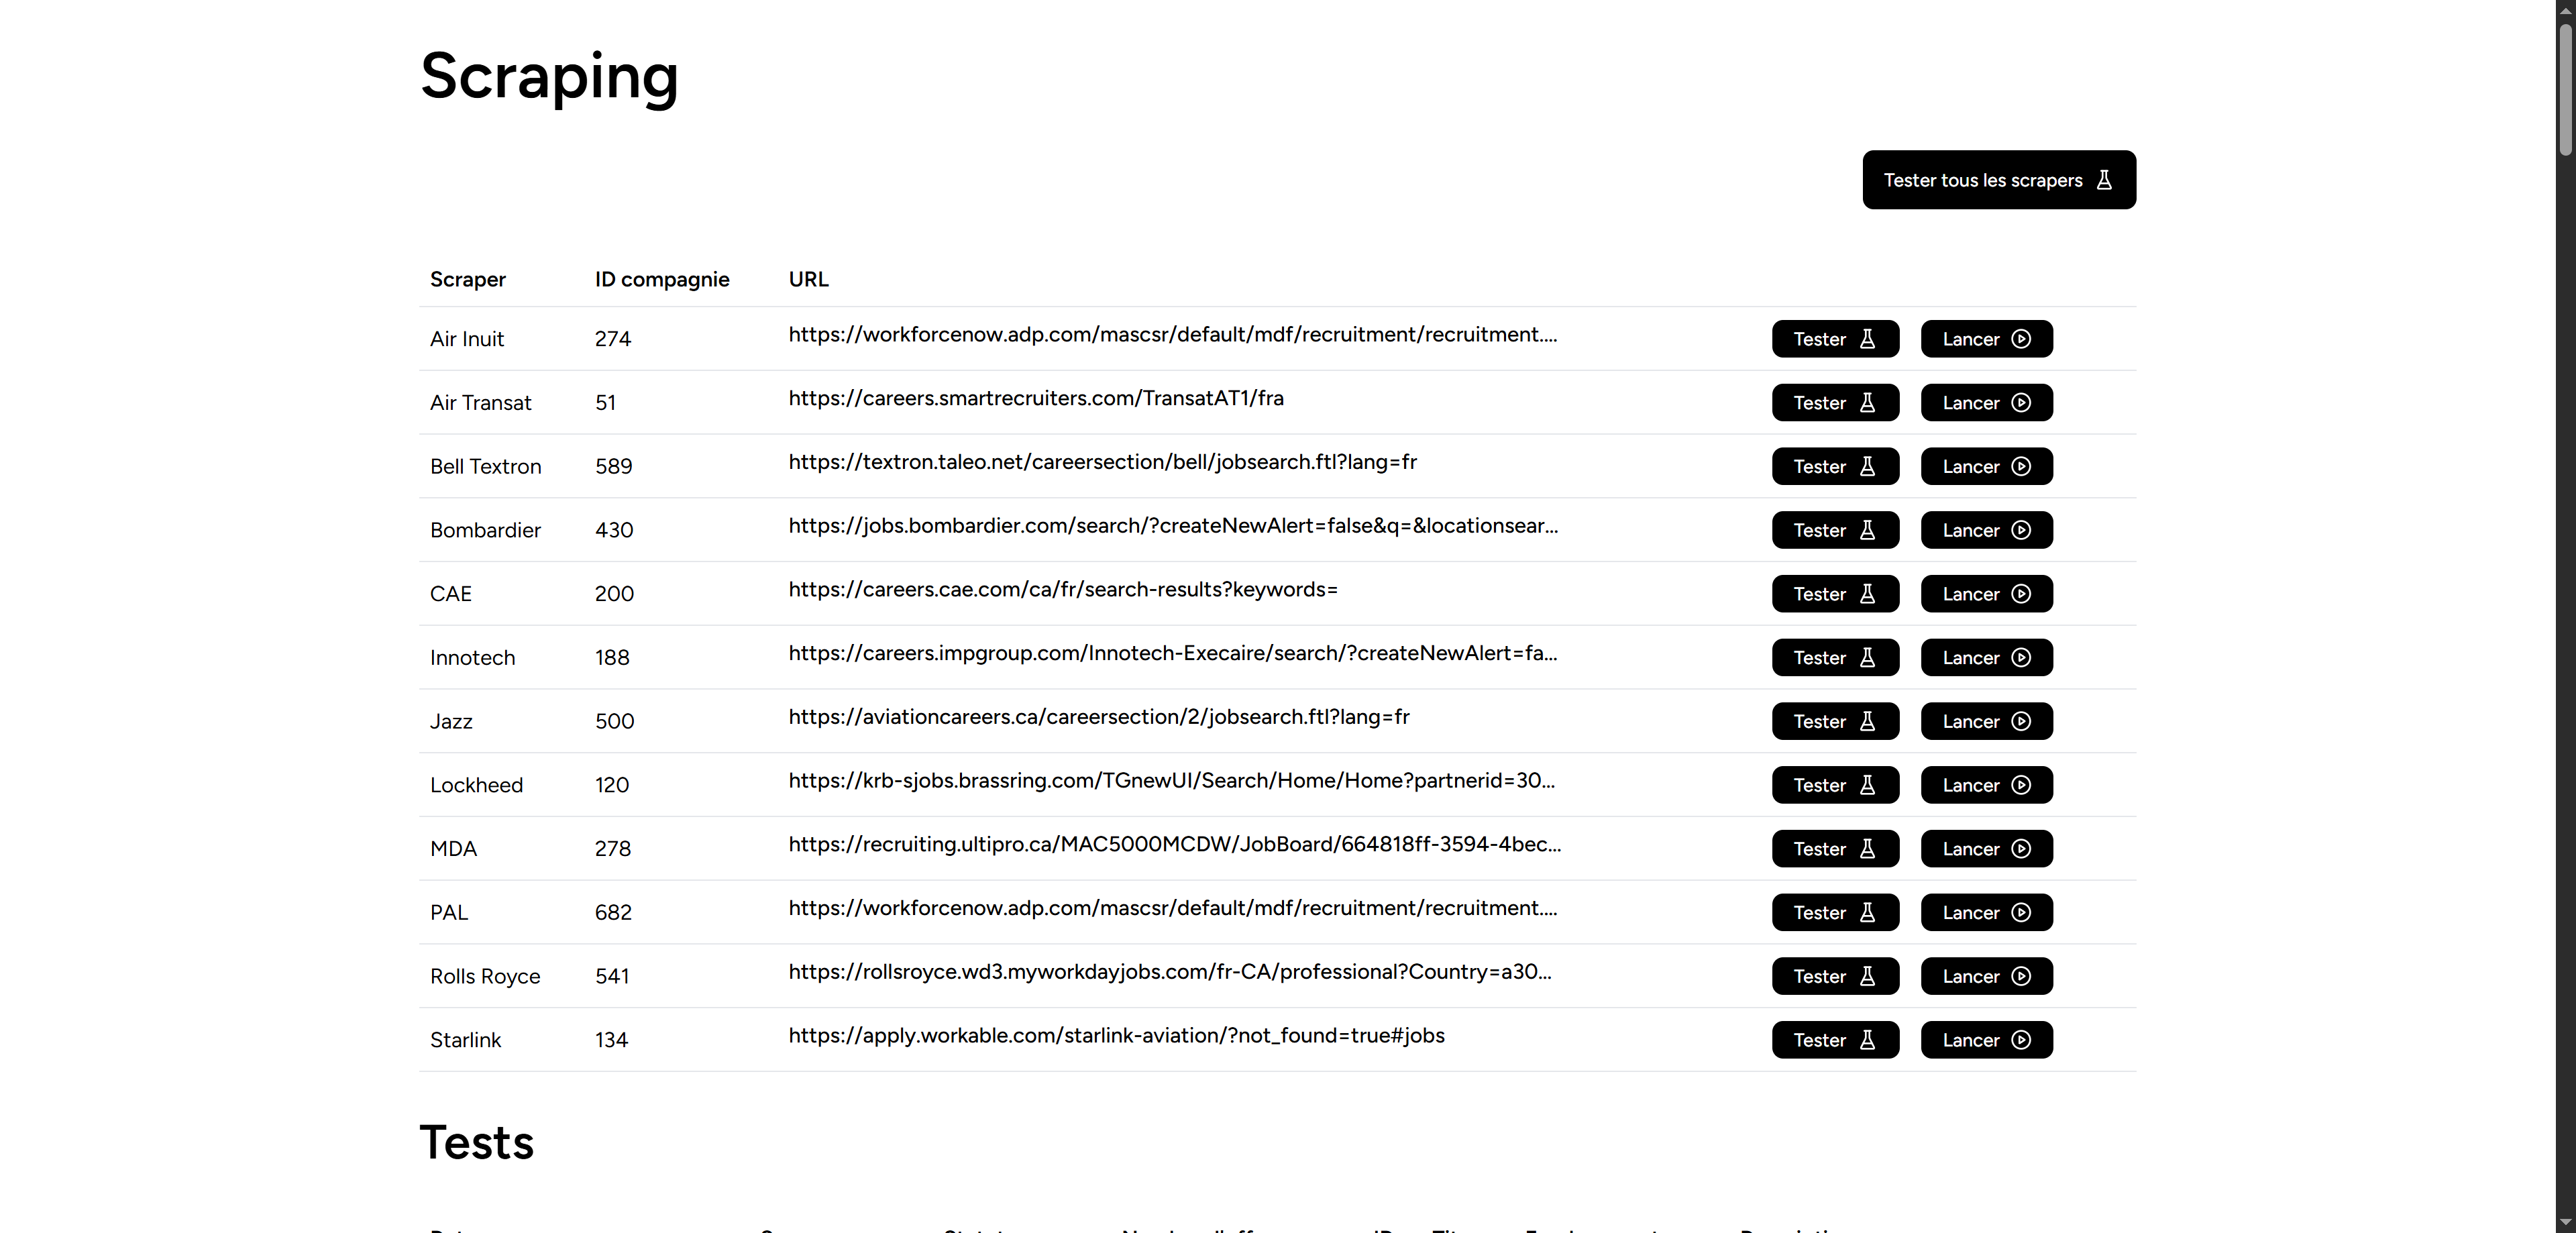 Scraping
Tester tous les scrapers
Scraper ID compagnie URL
Air Inuit 274 https://workforcenow.adp.com/mascsr/default/mdf/recruitment/recruitment.... Tester Lancer
Air Transat 51 https://careers.smartrecruiters.com/TransatAT1/fra Tester Lancer
Bell Textron 589 https://textron.taleo.net/careersection/bell/jobsearch.ftl?lang=fr Tester Lancer
Bombardier 430 https://jobs.bombardier.com/search/?createNewAlert=false&q=&locationsear... Tester Lancer
CAE 200 https://careers.cae.com/ca/fr/search-results?keywords= Tester Lancer
Innotech 188 https://careers.impgroup.com/Innotech-Execaire/search/?createNewAlert=fa... Tester Lancer
Jazz 500 https://aviationcareers.ca/careersection/2/jobsearch.ftl?lang=fr Tester Lancer
Lockheed 120 https://krb-sjobs.brassring.com/TGnewUI/Search/Home/Home?partnerid=30... Tester Lancer
MDA 278 https://recruiting.ultipro.ca/MAC5000MCDW/JobBoard/664818ff-3594-4bec... Tester Lancer
PAL 682 https://workforcenow.adp.com/mascsr/default/mdf/recruitment/recruitment.... Tester Lancer
Rolls Royce 541 https://rollsroyce.wd3.myworkdayjobs.com/fr-CA/professional?Country=a30... Tester Lancer
Starlink 134 https://apply.workable.com/starlink-aviation/?not_found=true#jobs Tester Lancer
Tests